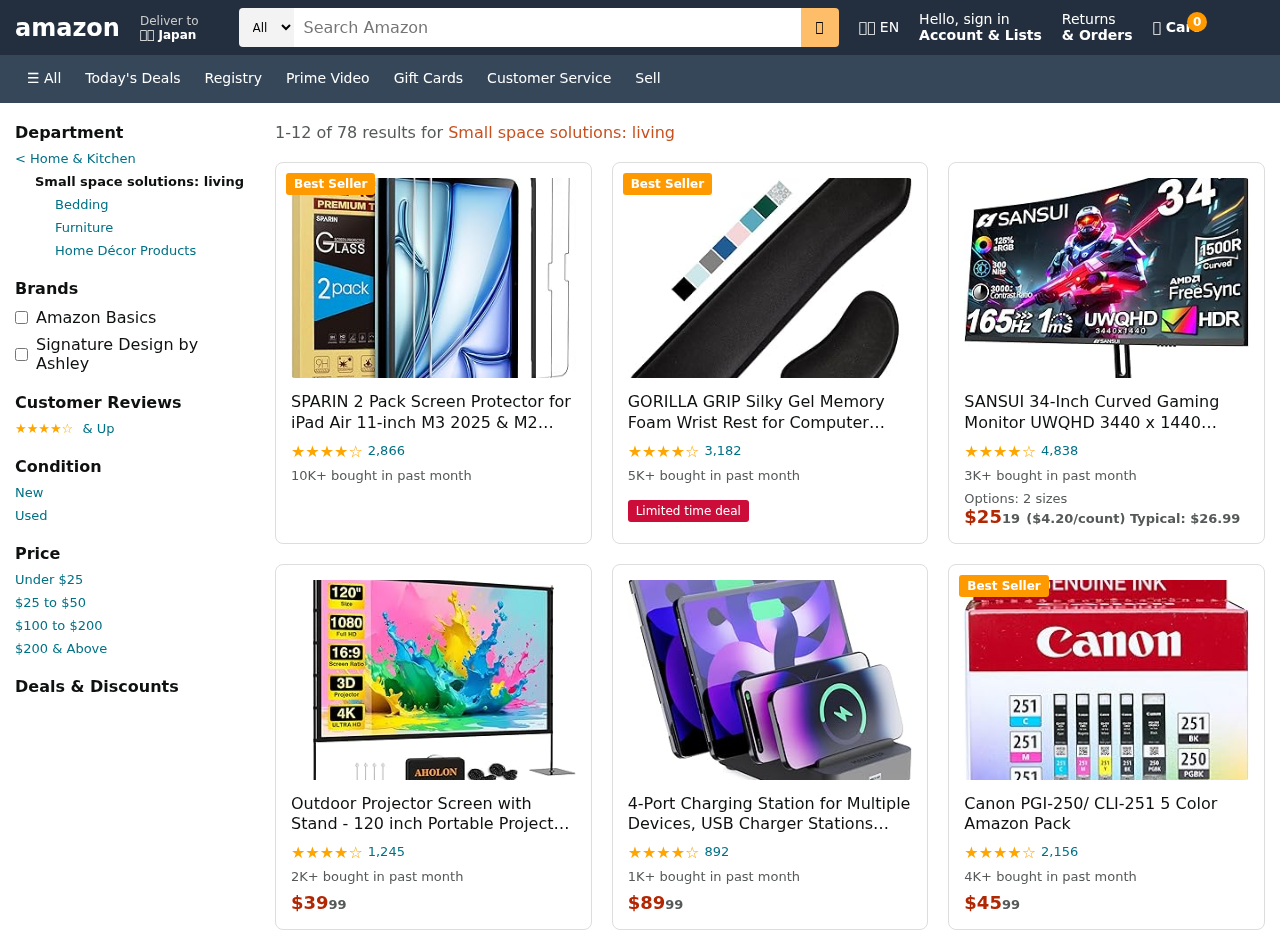 amazon
Deliver to
Japan
All
Search Amazon
EN
Hello, sign in
Account & Lists
Returns
& Orders
0
☰ All
Today's Deals
Registry
Prime Video
Gift Cards
Customer Service
Sell
Department
< Home & Kitchen
Small space solutions: living
Bedding
Furniture
Home Décor Products
Brands
Amazon Basics
Signature Design by
Ashley
Customer Reviews
★★★★☆ & Up
Condition
New
Used
Price
Under $25
$25 to $50
$100 to $200
$200 & Above
Deals & Discounts
1-12 of 78 results for Small space solutions: living
Best Seller
PREMIUM
SPARIN
GLASS
2pack
SPARIN 2 Pack Screen Protector for
iPad Air 11-inch M3 2025 & M2...
★★★★☆ 2,866
10K+ bought in past month
Best Seller
GORILLA GRIP Silky Gel Memory
Foam Wrist Rest for Computer...
★★★★☆ 3,182
5K+ bought in past month
Limited time deal
34"
SANSUI
125%
sRGB
300
Nits
3000:1
Contrast Ratio
1500R
Curved
AMD
FreeSync
165Hz 1ms UWQHD HDR
3440x1440
SANSUI
SANSUI 34-Inch Curved Gaming
Monitor UWQHD 3440 x 1440...
★★★★☆ 4,838
3K+ bought in past month
Options: 2 sizes
$2519 ($4.20/count) Typical: $26.99
120"
Size
1080
Full HD
16:9
Screen Ratio
3D
Projector
4K
ULTRA HD
AHOLON
Outdoor Projector Screen with
Stand - 120 inch Portable Project...
★★★★☆ 1,245
2K+ bought in past month
$3999
4-Port Charging Station for Multiple
Devices, USB Charger Stations...
★★★★☆ 892
1K+ bought in past month
$8999
Best Seller
GENUINE INK
Canon
251
C
251
M
251
251
BK
250
PGBK
Canon PGI-250/ CLI-251 5 Color
Amazon Pack
★★★★☆ 2,156
4K+ bought in past month
$4599